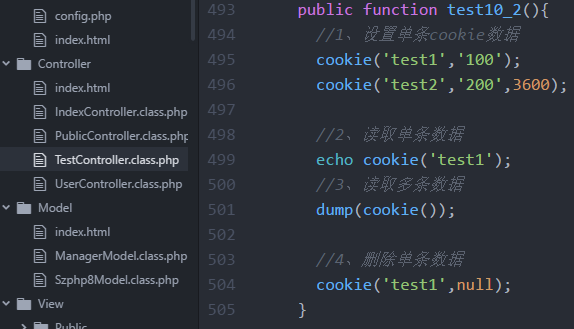 config.php
index.html
Controller
index.html
IndexController.class.php
PublicController.class.php
TestController.class.php
UserController.class.php
Model
index.html
ManagerModel.class.php
Szphp8Model.class.php
View
Public
493 public function test10_2(){
494 //1、设置单条cookie数据
495 cookie('test1','100');
496 cookie('test2','200',3600);
497
498 //2、读取单条数据
499 echo cookie('test1');
500 //3、读取多条数据
501 dump(cookie());
502
503 //4、删除单条数据
504 cookie('test1',null);
505 }